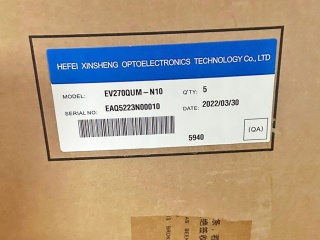 HEFEI XINSHENG OPTOELECTRONICS TECHNOLOGY Co., LTD
MODEL: EV270QUM-N10 Q'TY: 5
SERIAL NO: EAQ5223N00010 DATE: 2022/03/30
5940 (QA)